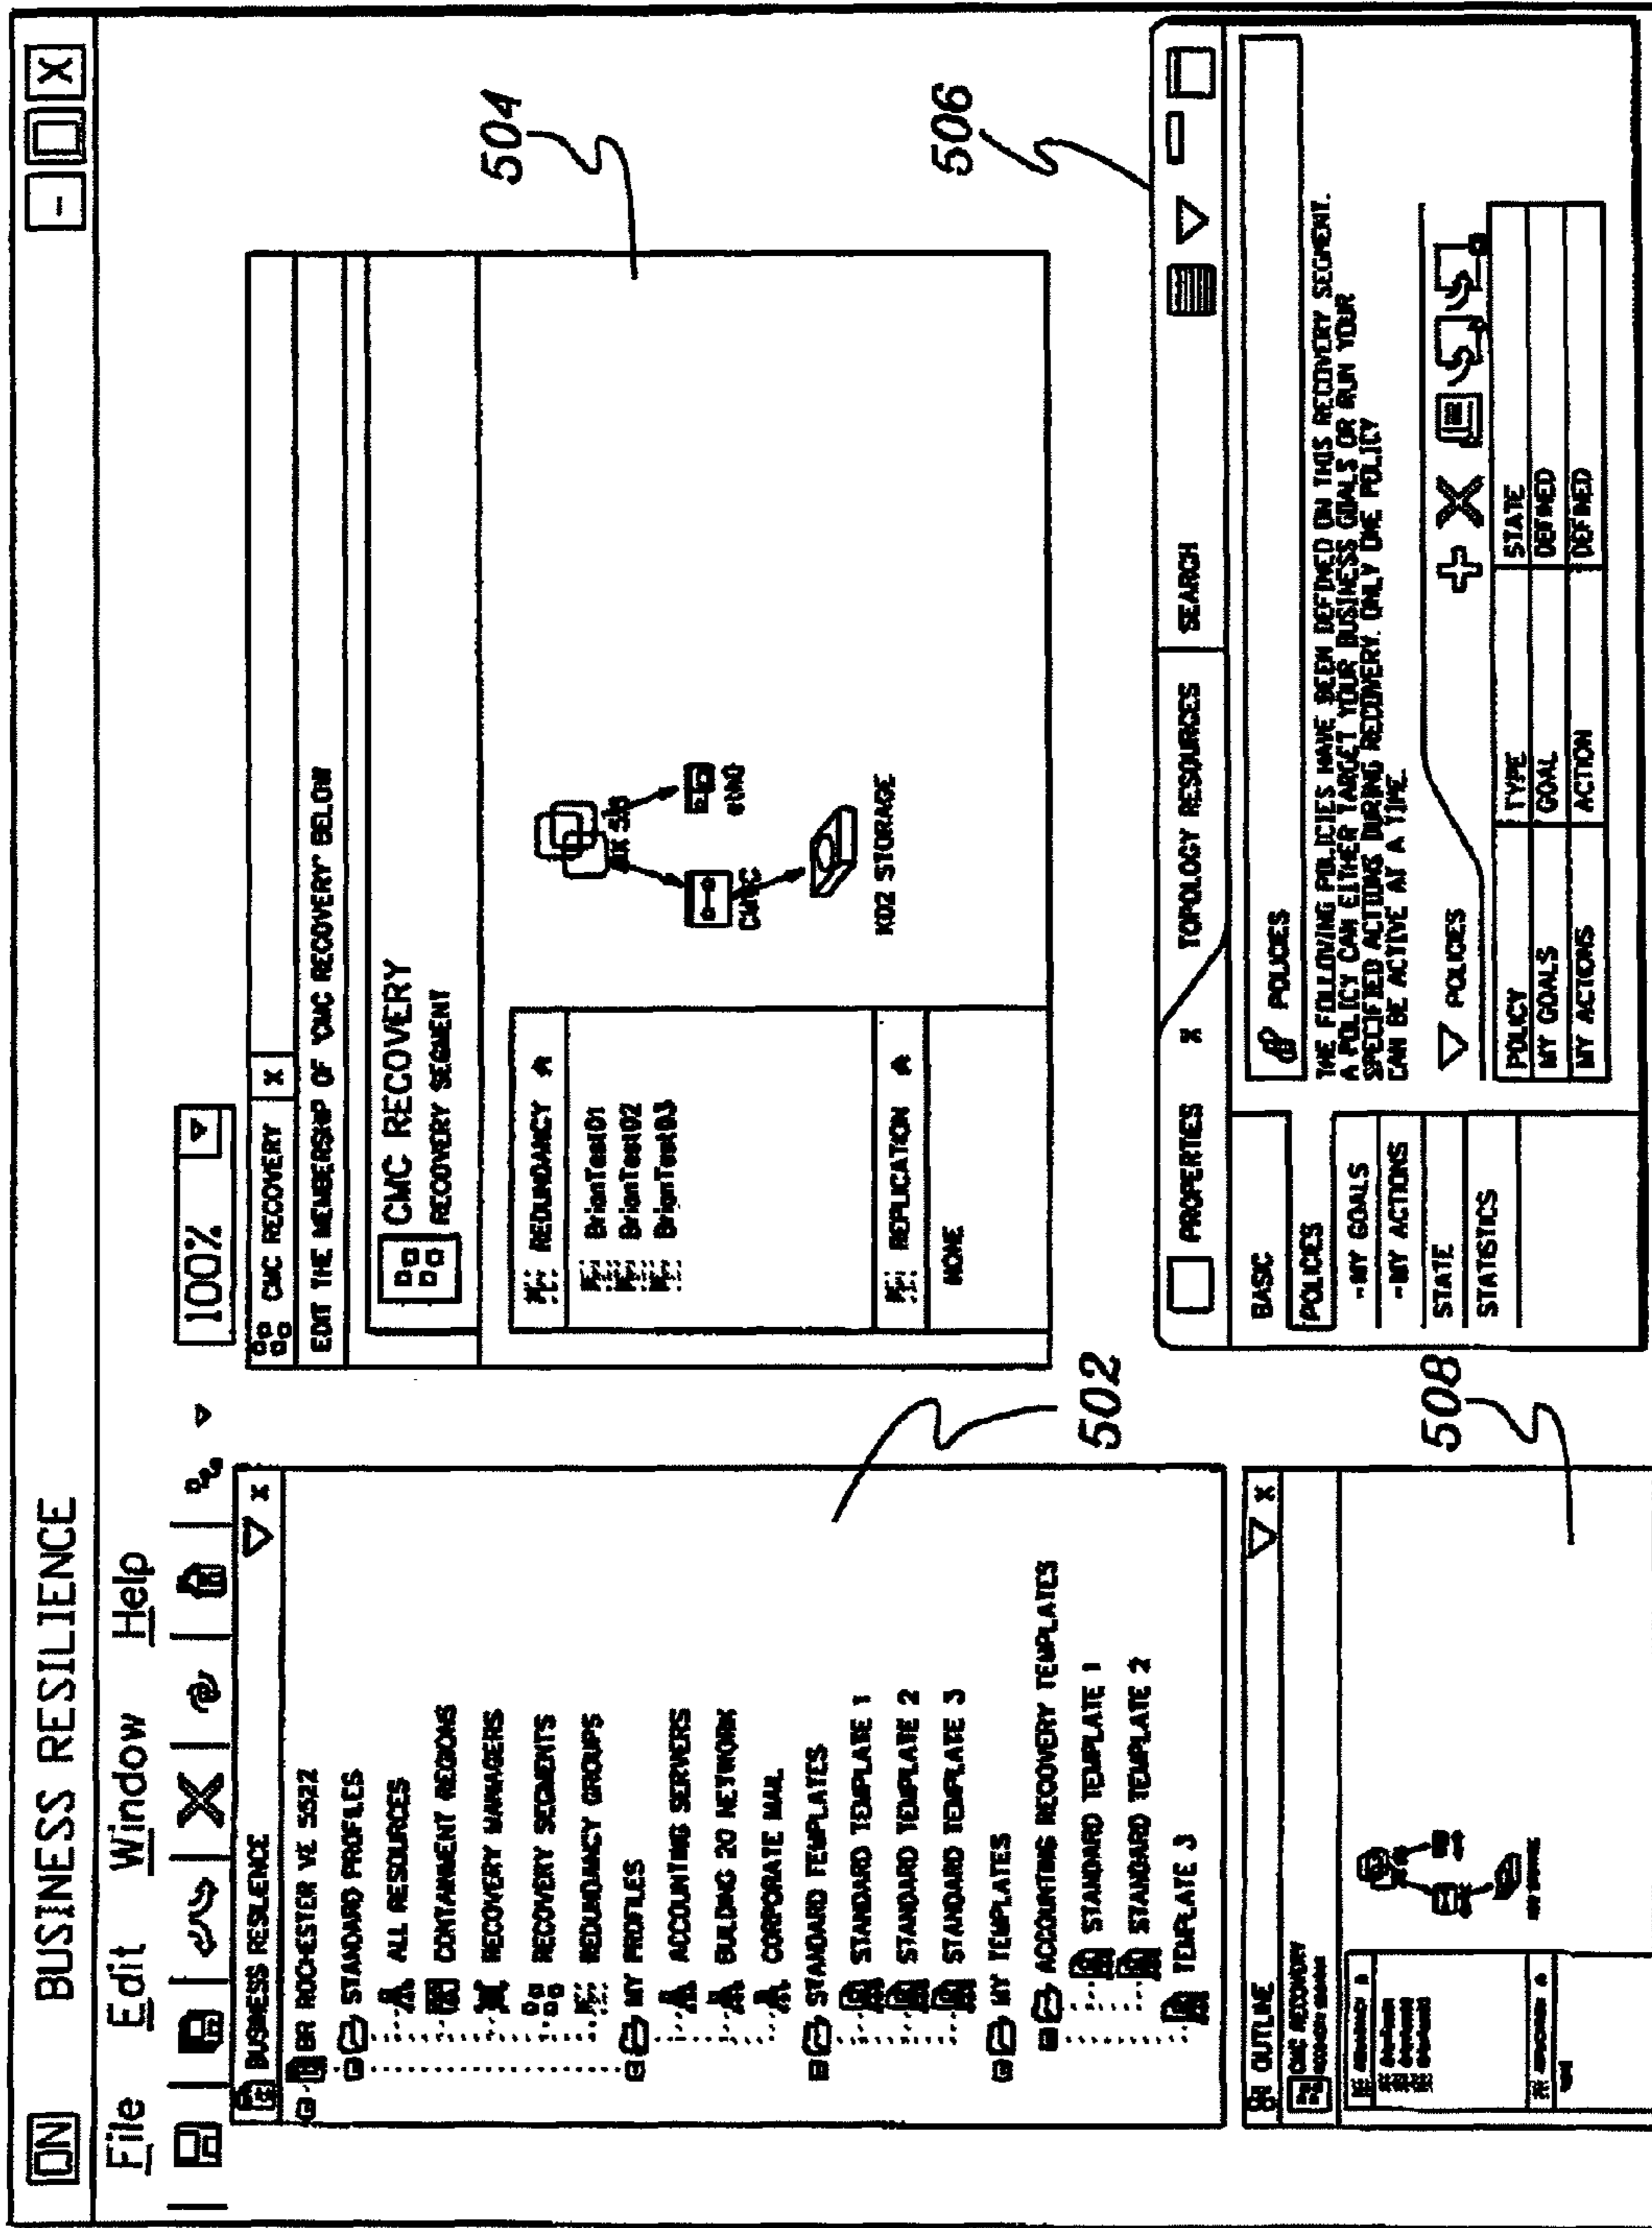 ON BUSINESS RESILIENCE - X
File Edit Window Help
100%
BUSINESS RESILENCE X
BR ROCHESTER VE 5522
STANDARD PROFILES
ALL RESOURCES
CONTAINMENT REGIONS
RECOVERY MANAGERS
RECOVERY SEGMENTS
REDUNDANCY GROUPS
MY PROFILES
ACCOUNTING SERVERS
BUILDING 20 NETWORK
CORPORATE MAIL
STANDARD TEMPLATES
STANDARD TEMPLATE 1
STANDARD TEMPLATE 2
STANDARD TEMPLATE 3
MY TEMPLATES
ACCOUNTING RECOVERY TEMPLATES
STANDARD TEMPLATE 1
STANDARD TEMPLATE 2
TEMPLATE 3
502
CMC RECOVERY X
EDIT THE MEMBERSHIP OF 'CMC RECOVERY' BELOW
CMC RECOVERY
RECOVERY SEGMENT
REDUNDANCY
BrianTest01
BrianTest02
BrianTest03
REPLICATION
NONE
KD2 STORAGE
504
OUTLINE X
CMC RECOVERY
RECOVERY SEGMENT
508
PROPERTIES X TOPOLOGY RESOURCES SEARCH
506
BASIC
POLICIES
-MY GOALS
-MY ACTIONS
STATE
STATISTICS
POLICIES
THE FOLLOWING POLICIES HAVE BEEN DEFINED ON THIS RECOVERY SEGMENT.
A POLICY CAN EITHER TARGET YOUR BUSINESS GOALS OR RUN YOUR
SPECIFIED ACTIONS DURING RECOVERY. ONLY ONE POLICY
CAN BE ACTIVE AT A TIME.
POLICIES
POLICY TYPE STATE
MY GOALS GOAL DEFINED
MY ACTIONS ACTION DEFINED